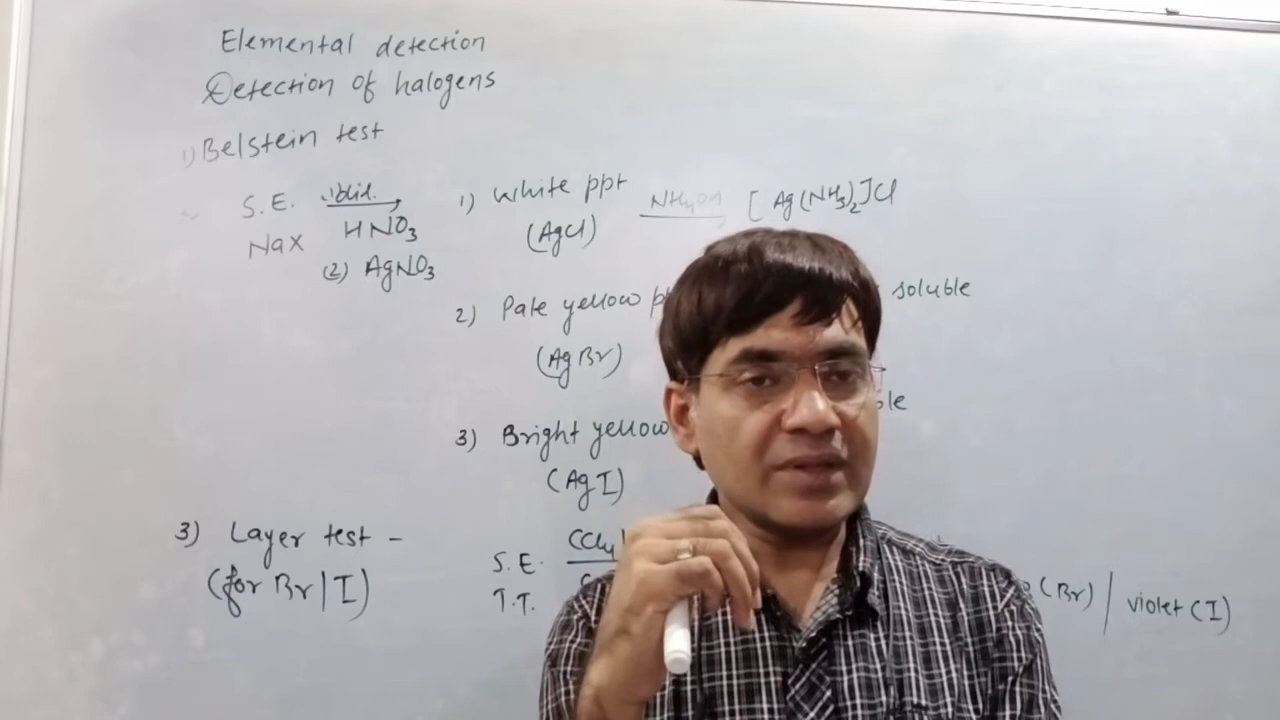 Elemental detection
Detection of halogens
1) Belstein test
S.E. 1) dil. 1) White ppt NH4OH [Ag(NH3)2]Cl
NaX HNO3 (AgCl)
(2) AgNO3
2) Pale yellow soluble
(AgBr)
3) Bright yellow
(AgI)
3) Layer test -
(for Br/I)
S.E. CCl4
T.T. (Br) / violet (I)